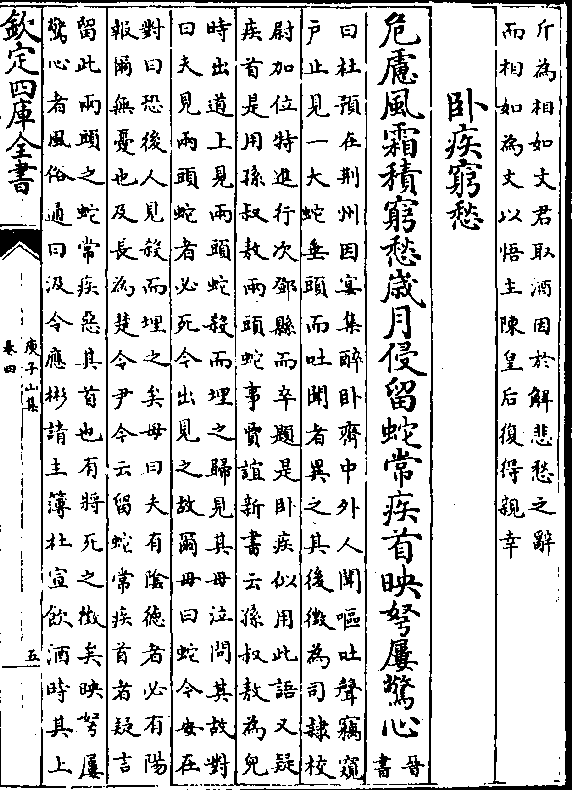 斤為相如文君取酒因於解悲愁之辭
而相如為文以悟主陳皇后復得親幸
卧疾窮愁
危慮風霜積窮愁歲月侵留蛇常疾首映弩屢驚心
晉
書
曰杜預在荆州因宴集醉卧齋中外人聞嘔吐聲竊窺
户止見一大蛇垂頭而吐聞者異之其後徵為司隷校
尉加位特進行次鄧縣而卒題是卧疾似用此語又疑
疾首是用孫叔敖兩頭蛇事賈誼新書云孫叔敖為兒
時出道上見兩頭蛇殺而埋之歸見其母泣問其故對
曰夫見兩頭蛇者必死今出見之故爾母曰蛇今安在
對曰恐後人見殺而埋之矣母曰夫有陰德者必有陽
報爾無憂也及長為楚令尹今云留蛇常疾首者疑言
留此兩頭之蛇常疾惡其首也有將死之徵矣映弩屢
驚心者風俗通曰汲令應彬請主簿杜宣飲酒時其上
欽定四庫全書
庾子山集
卷四
五